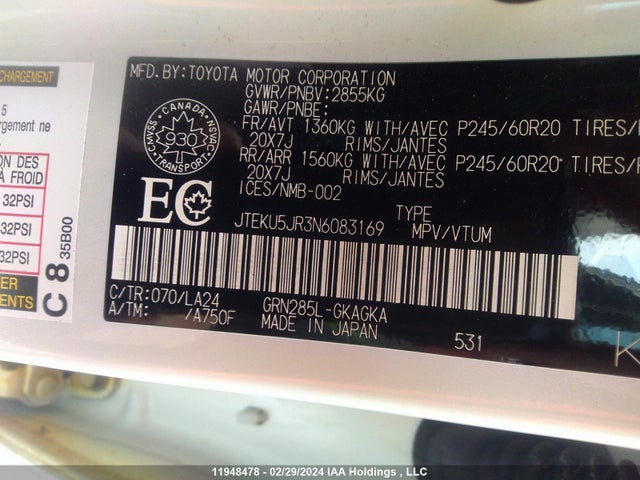 CHARGEMENT
5
rgement ne
ION DES
À FROID
32PSI
32PSI
32PSI
C 8
35B00
MFD.BY:TOYOTA MOTOR CORPORATION
GVWR/PNBV:2855KG
GAWR/PNBE:
FR/AVT 1360KG WITH/AVEC P245/60R20 TIRES/
20X7J RIMS/JANTES
RR/ARR 1560KG WITH/AVEC P245/60R20 TIRES/
20X7J RIMS/JANTES
ICES/NMB-002
CANADA
CMVSS NSVAC
930
TRANSPORT
EC
JTEKU5JR3N6083169
TYPE
MPV/VTUM
C/TR:070/LA24
A/TM: /A750F
GRN285L-GKAGKA
MADE IN JAPAN
531
K
11948478 - 02/29/2024 IAA Holdings , LLC